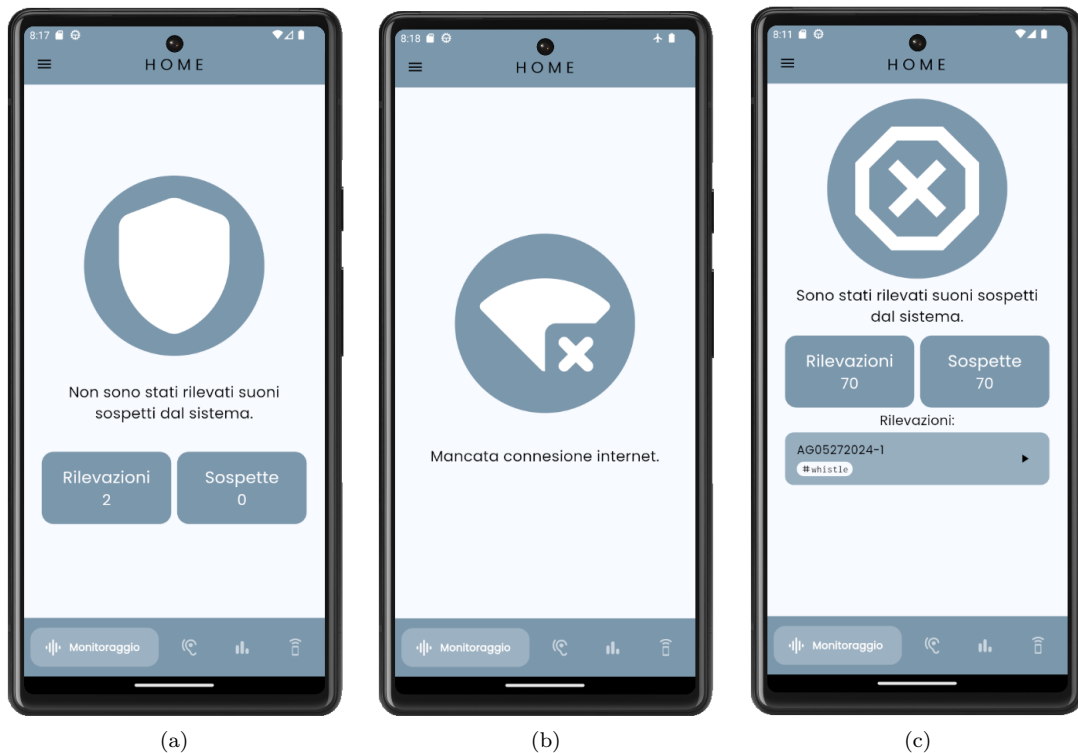 8:17
HOME
Non sono stati rilevati suoni
sospetti dal sistema.
Rilevazioni
2
Sospette
0
Monitoraggio
(a)
8:18
HOME
Mancata connesione internet.
Monitoraggio
(b)
8:11
HOME
Sono stati rilevati suoni sospetti
dal sistema.
Rilevazioni
70
Sospette
70
Rilevazioni:
AG05272024-1
#whistle
Monitoraggio
(c)